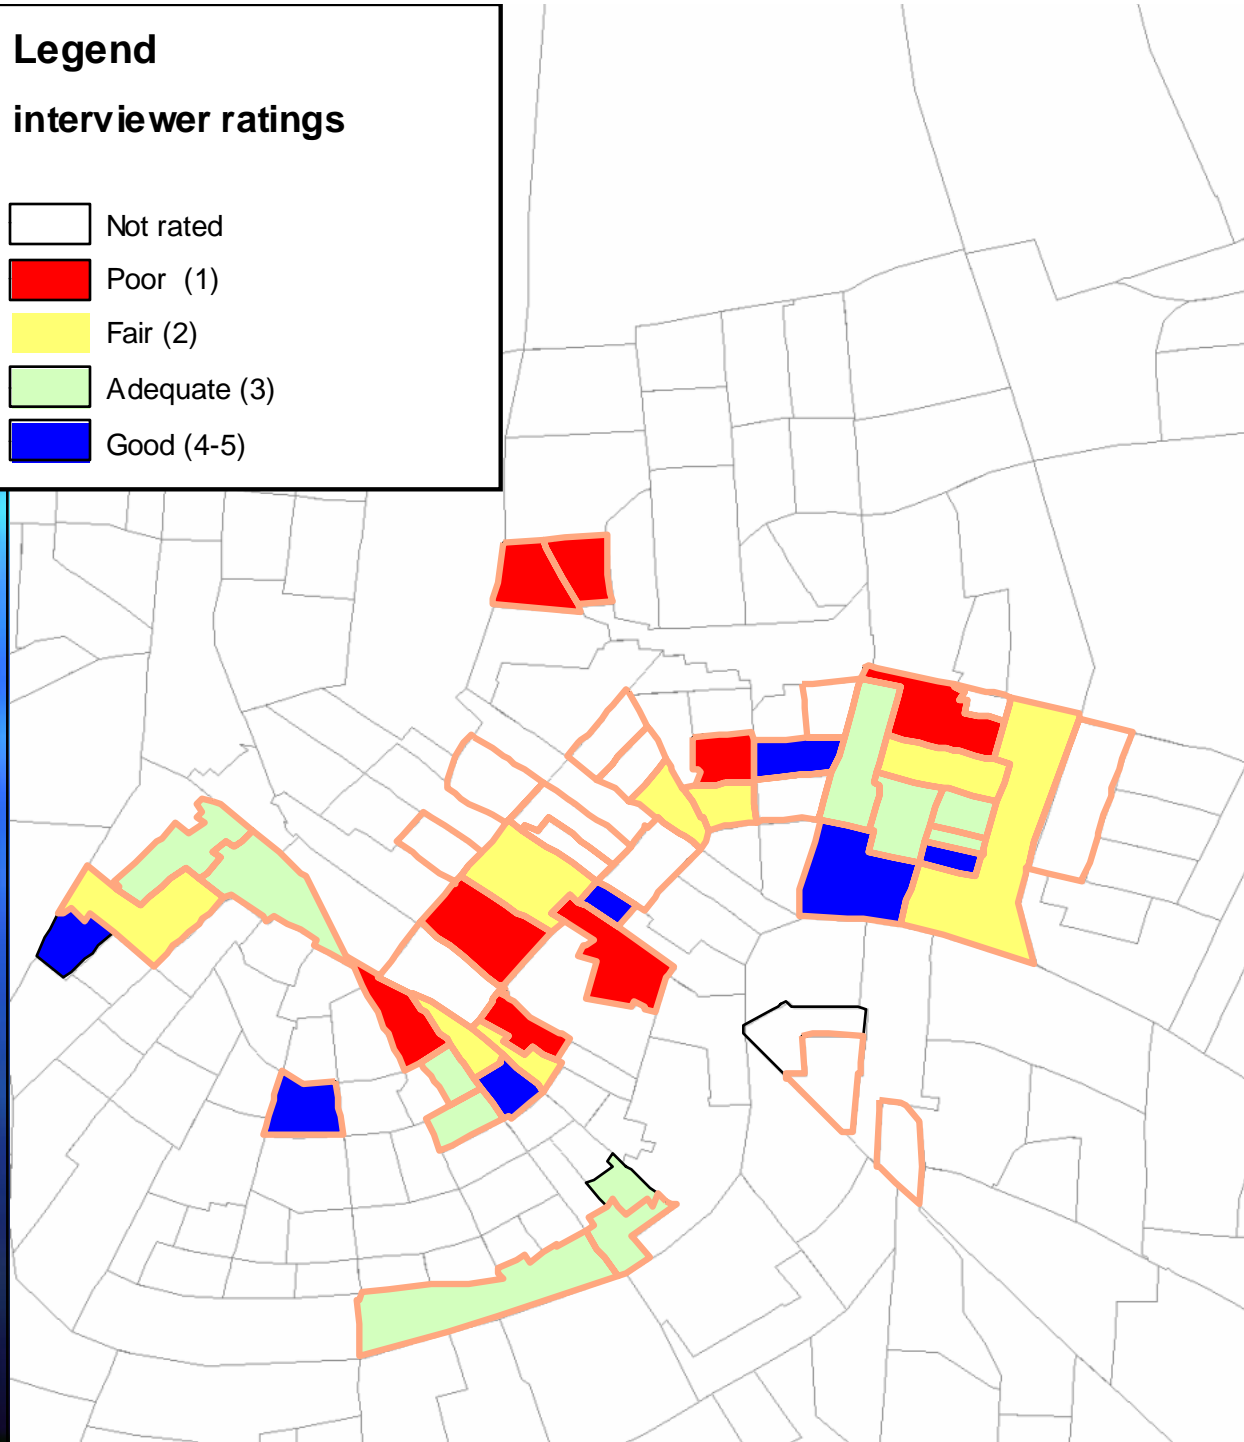 Legend
interviewer ratings
Not rated
Poor (1)
Fair (2)
Adequate (3)
Good (4-5)